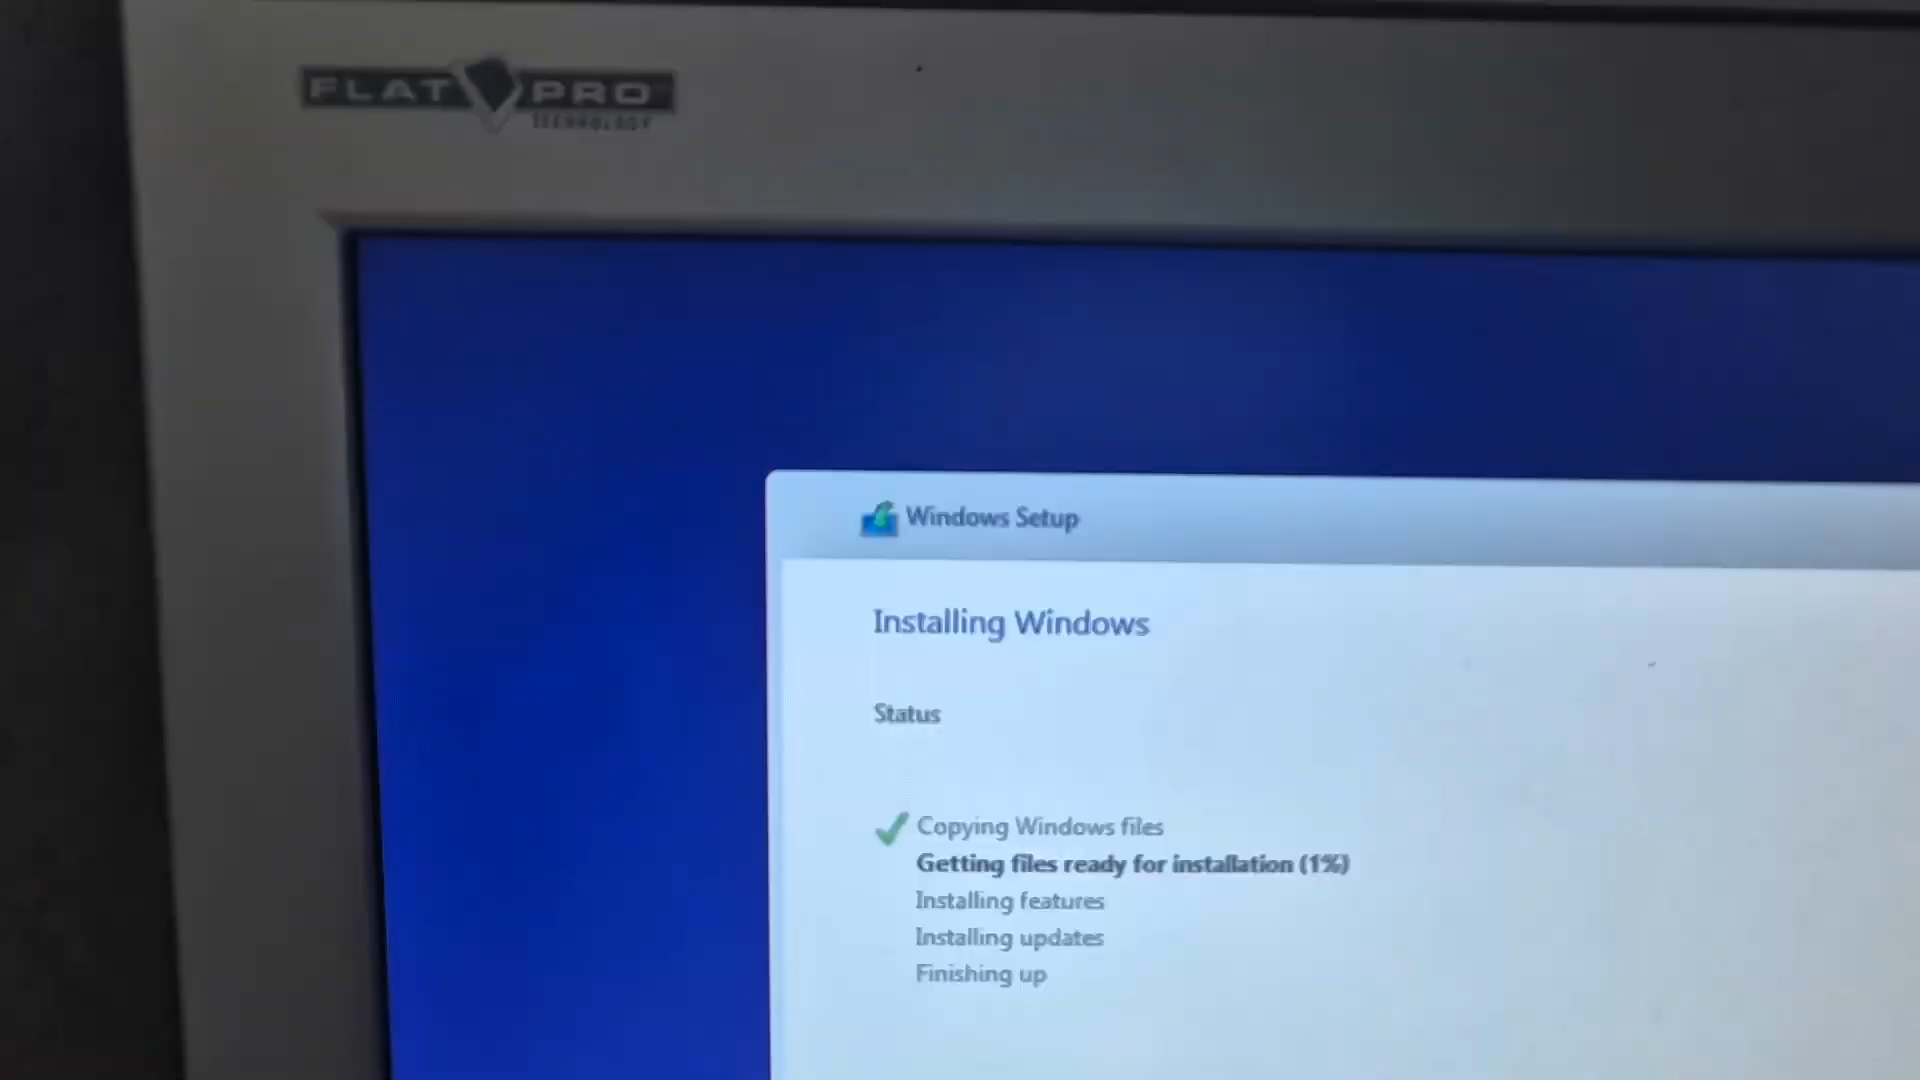 FLAT PRO
TECHNOLOGY
Windows Setup
Installing Windows
Status
Copying Windows files
Getting files ready for installation (1%)
Installing features
Installing updates
Finishing up